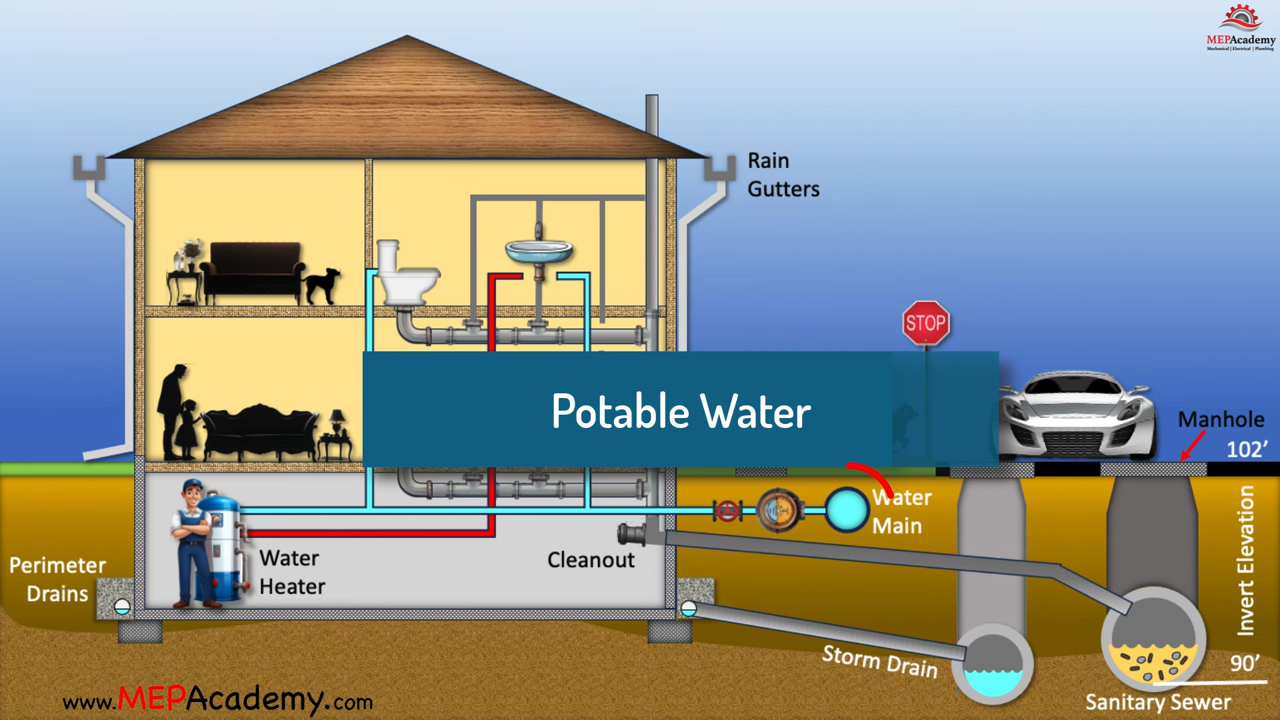 MEPAcademy
Mechanical | Electrical | Plumbing
Rain
Gutters
STOP
Potable Water
Manhole
102’
Water
Main
Water
Heater
Cleanout
Perimeter
Drains
Invert Elevation
Storm Drain
90’
Sanitary Sewer
www.MEPAcademy.com